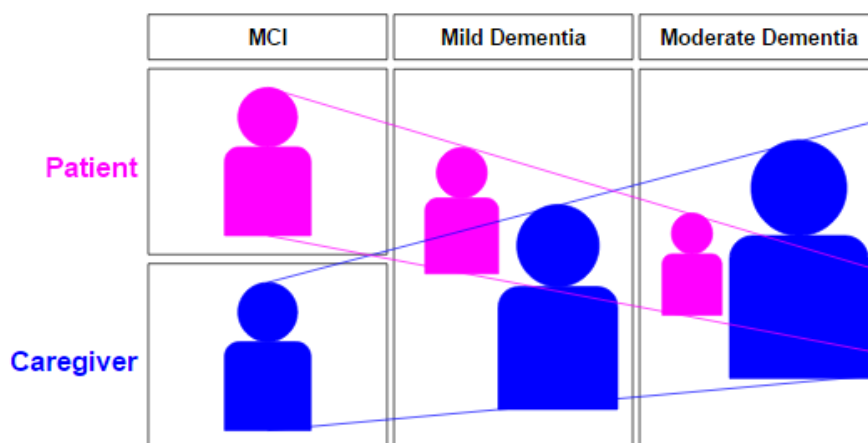 MCI
Mild Dementia
Moderate Dementia
Patient
Caregiver